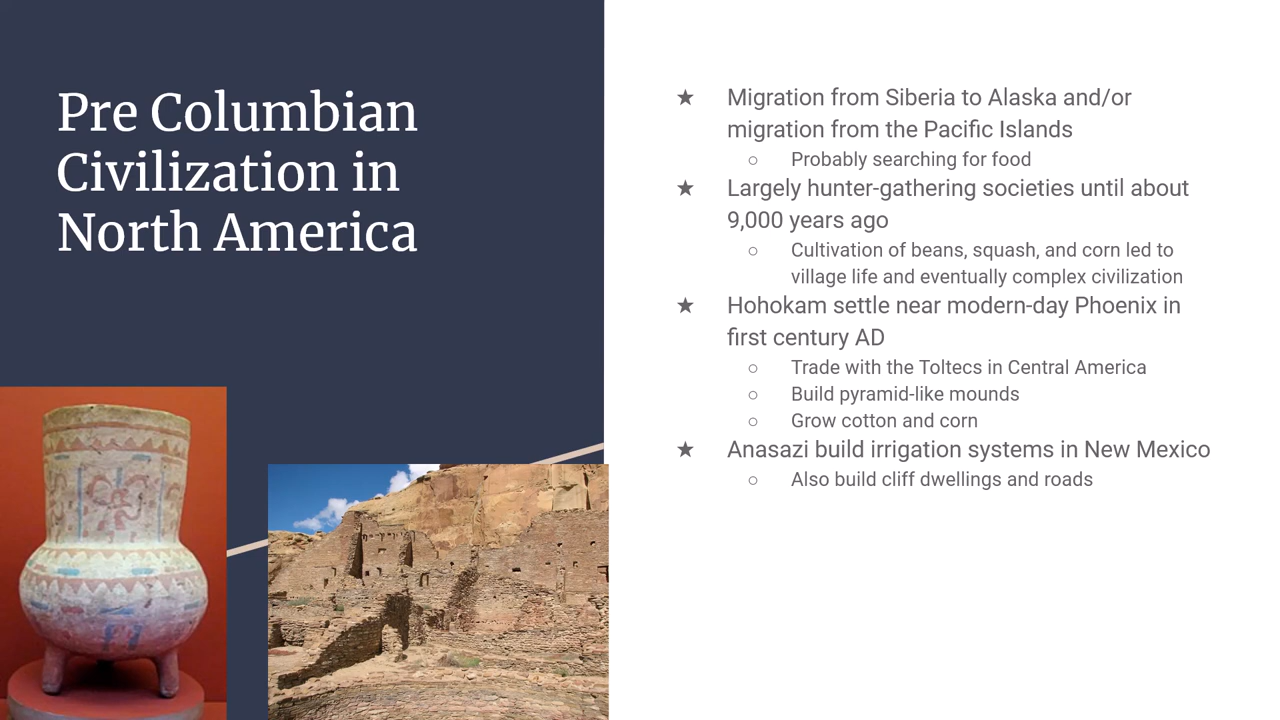 Pre Columbian
Civilization in
North America
★ Migration from Siberia to Alaska and/or
migration from the Pacific Islands
○ Probably searching for food
★ Largely hunter-gathering societies until about
9,000 years ago
○ Cultivation of beans, squash, and corn led to
village life and eventually complex civilization
★ Hohokam settle near modern-day Phoenix in
first century AD
○ Trade with the Toltecs in Central America
○ Build pyramid-like mounds
○ Grow cotton and corn
★ Anasazi build irrigation systems in New Mexico
○ Also build cliff dwellings and roads